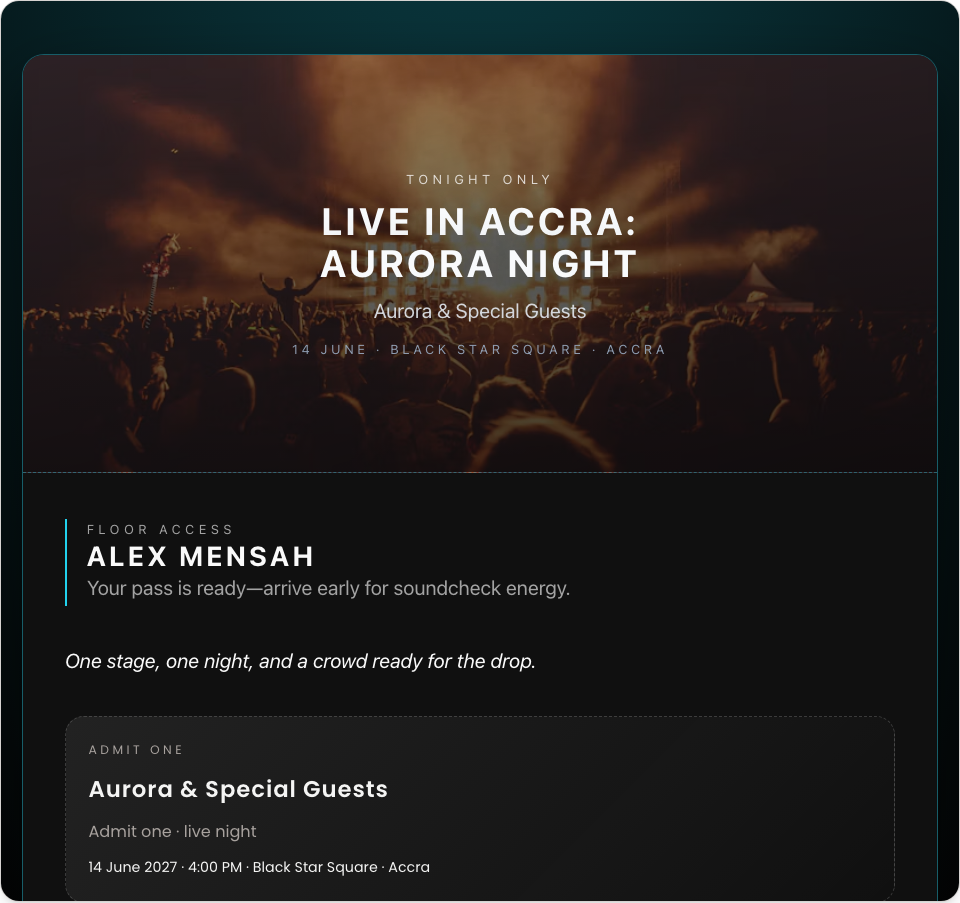 TONIGHT ONLY
LIVE IN ACCRA:
AURORA NIGHT
Aurora & Special Guests
14 JUNE · BLACK STAR SQUARE · ACCRA
FLOOR ACCESS
ALEX MENSAH
Your pass is ready—arrive early for soundcheck energy.
One stage, one night, and a crowd ready for the drop.
ADMIT ONE
Aurora & Special Guests
Admit one · live night
14 June 2027 · 4:00 PM · Black Star Square · Accra